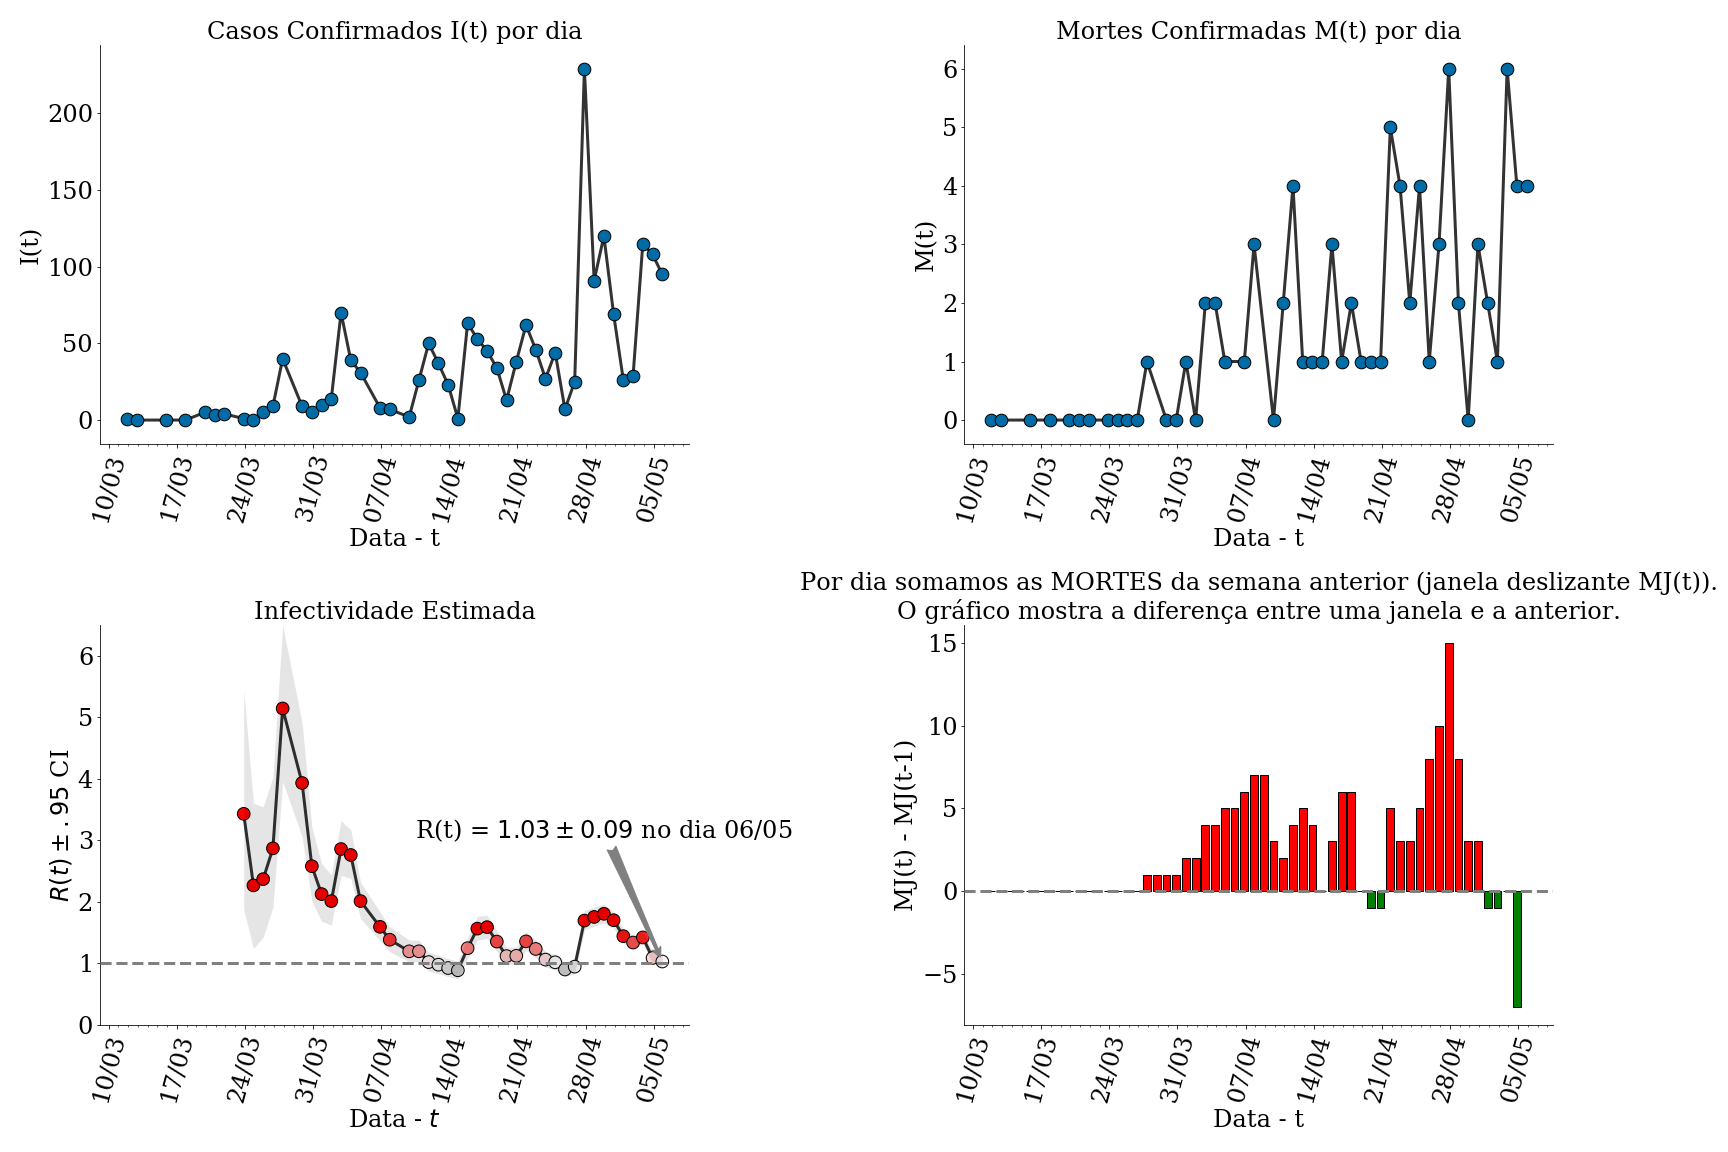 Casos Confirmados I(t) por dia
I(t)
200
150
100
50
0
10/03 17/03 24/03 31/03 07/04 14/04 21/04 28/04 05/05
Data - t
Mortes Confirmadas M(t) por dia
M(t)
6
5
4
3
2
1
0
10/03 17/03 24/03 31/03 07/04 14/04 21/04 28/04 05/05
Data - t
Infectividade Estimada
R(t) ± .95 CI
6
5
4
3
2
1
0
R(t) = 1.03 ± 0.09 no dia 06/05
10/03 17/03 24/03 31/03 07/04 14/04 21/04 28/04 05/05
Data - t
Por dia somamos as MORTES da semana anterior (janela deslizante MJ(t)).
O gráfico mostra a diferença entre uma janela e a anterior.
MJ(t) - MJ(t-1)
15
10
5
0
−5
10/03 17/03 24/03 31/03 07/04 14/04 21/04 28/04 05/05
Data - t